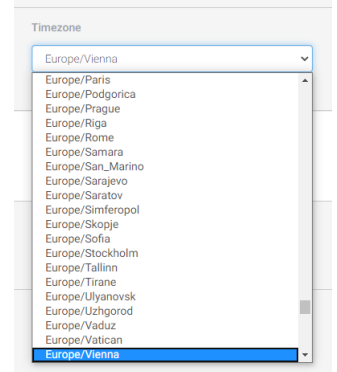 Timezone
Europe/Vienna
Europe/Paris
Europe/Podgorica
Europe/Prague
Europe/Riga
Europe/Rome
Europe/Samara
Europe/San_Marino
Europe/Sarajevo
Europe/Saratov
Europe/Simferopol
Europe/Skopje
Europe/Sofia
Europe/Stockholm
Europe/Tallinn
Europe/Tirane
Europe/Ulyanovsk
Europe/Uzhgorod
Europe/Vaduz
Europe/Vatican
Europe/Vienna